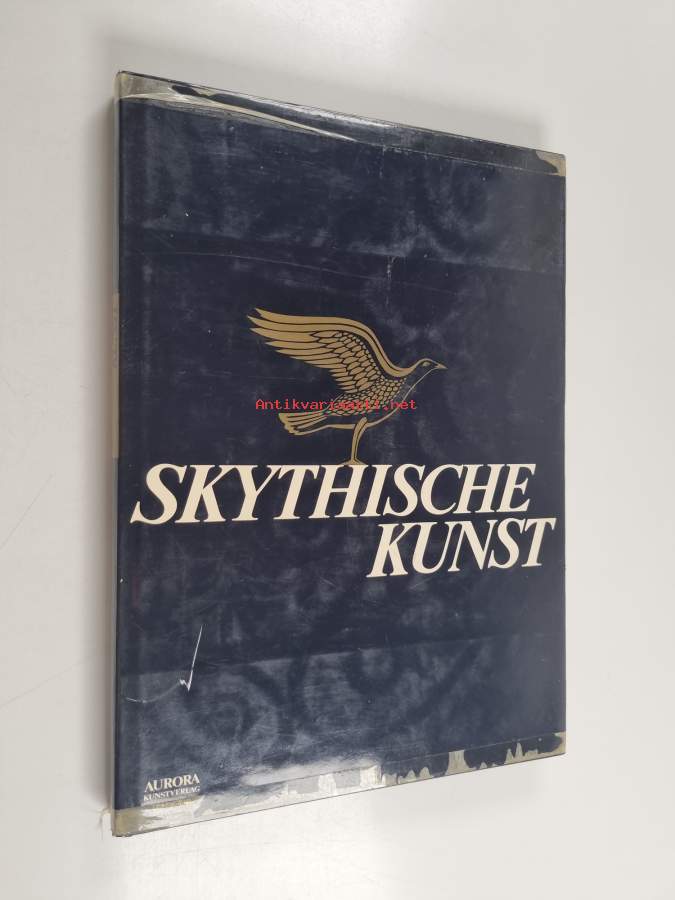 Antikvariaatti.net
SKYTHISCHE
KUNST
AURORA
KUNSTVERLAG